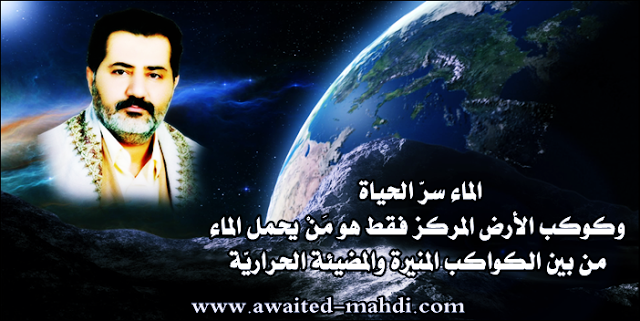 الماء سرّ الحياة
وكوكب الأرض المركز فقط هو مَن يحمل الماء
من بين الكواكب المنيرة والمضيئة الحراريّة
www.awaited-mahdi.com